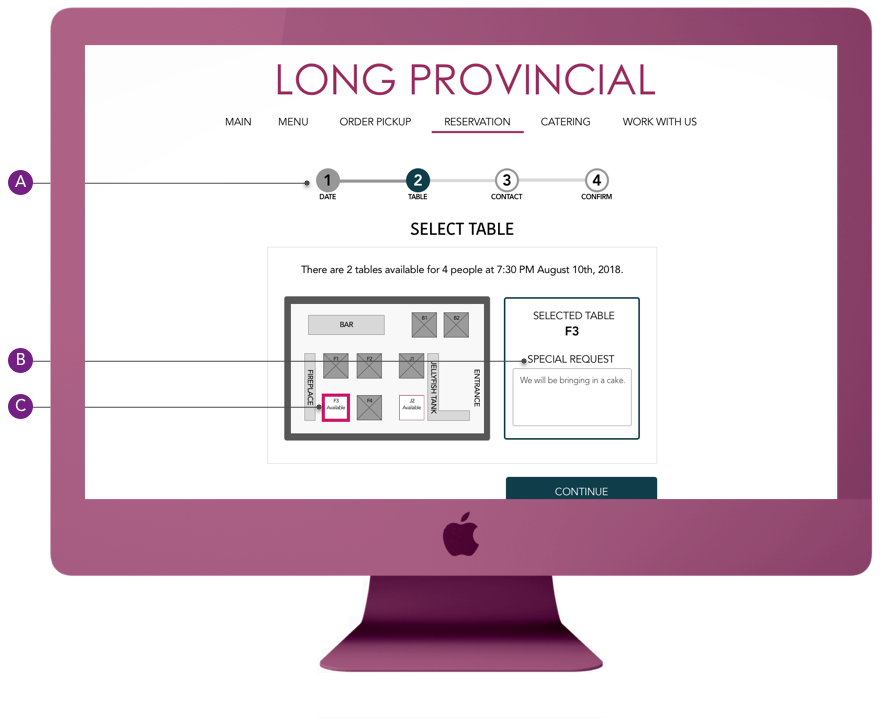 LONG PROVINCIAL
MAIN MENU ORDER PICKUP RESERVATION CATERING WORK WITH US
A
1 2 3 4
DATE TABLE CONTACT CONFIRM
SELECT TABLE
There are 2 tables available for 4 people at 7:30 PM August 10th, 2018.
BAR
B1 B2
SELECTED TABLE
F3
B
F1 F2 J1
SPECIAL REQUEST
FIREPLACE
JELLYFISH TANK
ENTRANCE
We will be bringing in a cake.
C
F3
Available
F4
J2
Available
CONTINUE